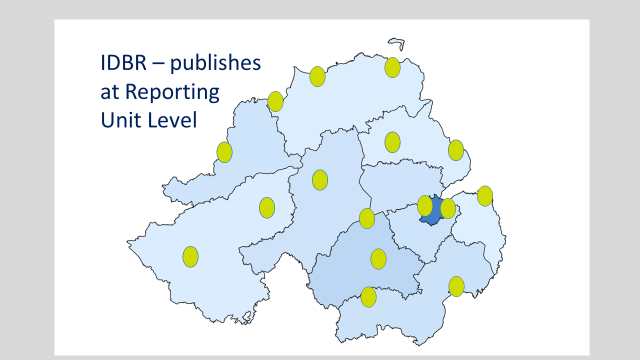 IDBR – publishes
at Reporting
Unit Level